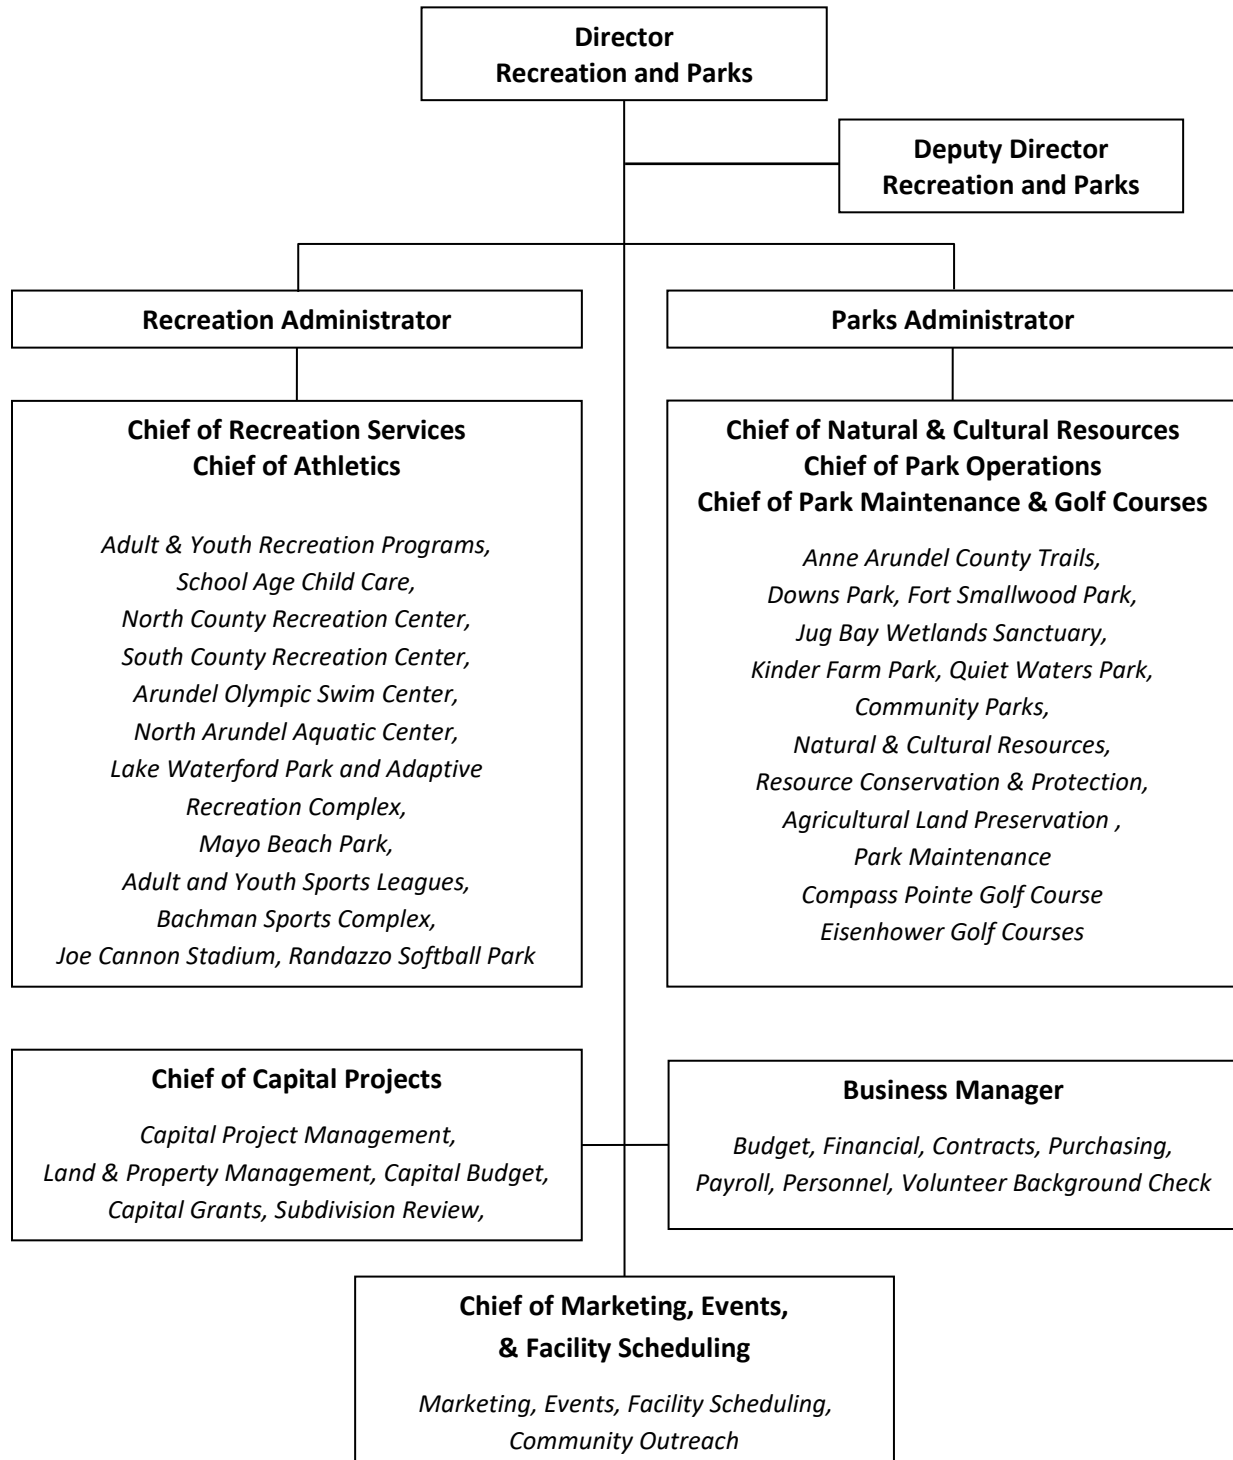 Director
Recreation and Parks
Deputy Director
Recreation and Parks
Recreation Administrator
Parks Administrator
Chief of Recreation Services
Chief of Athletics
Adult & Youth Recreation Programs,
School Age Child Care,
North County Recreation Center,
South County Recreation Center,
Arundel Olympic Swim Center,
North Arundel Aquatic Center,
Lake Waterford Park and Adaptive
Recreation Complex,
Mayo Beach Park,
Adult and Youth Sports Leagues,
Bachman Sports Complex,
Joe Cannon Stadium, Randazzo Softball Park
Chief of Natural & Cultural Resources
Chief of Park Operations
Chief of Park Maintenance & Golf Courses
Anne Arundel County Trails,
Downs Park, Fort Smallwood Park,
Jug Bay Wetlands Sanctuary,
Kinder Farm Park, Quiet Waters Park,
Community Parks,
Natural & Cultural Resources,
Resource Conservation & Protection,
Agricultural Land Preservation ,
Park Maintenance
Compass Pointe Golf Course
Eisenhower Golf Courses
Chief of Capital Projects
Capital Project Management,
Land & Property Management, Capital Budget,
Capital Grants, Subdivision Review,
Business Manager
Budget, Financial, Contracts, Purchasing,
Payroll, Personnel, Volunteer Background Check
Chief of Marketing, Events,
& Facility Scheduling
Marketing, Events, Facility Scheduling,
Community Outreach